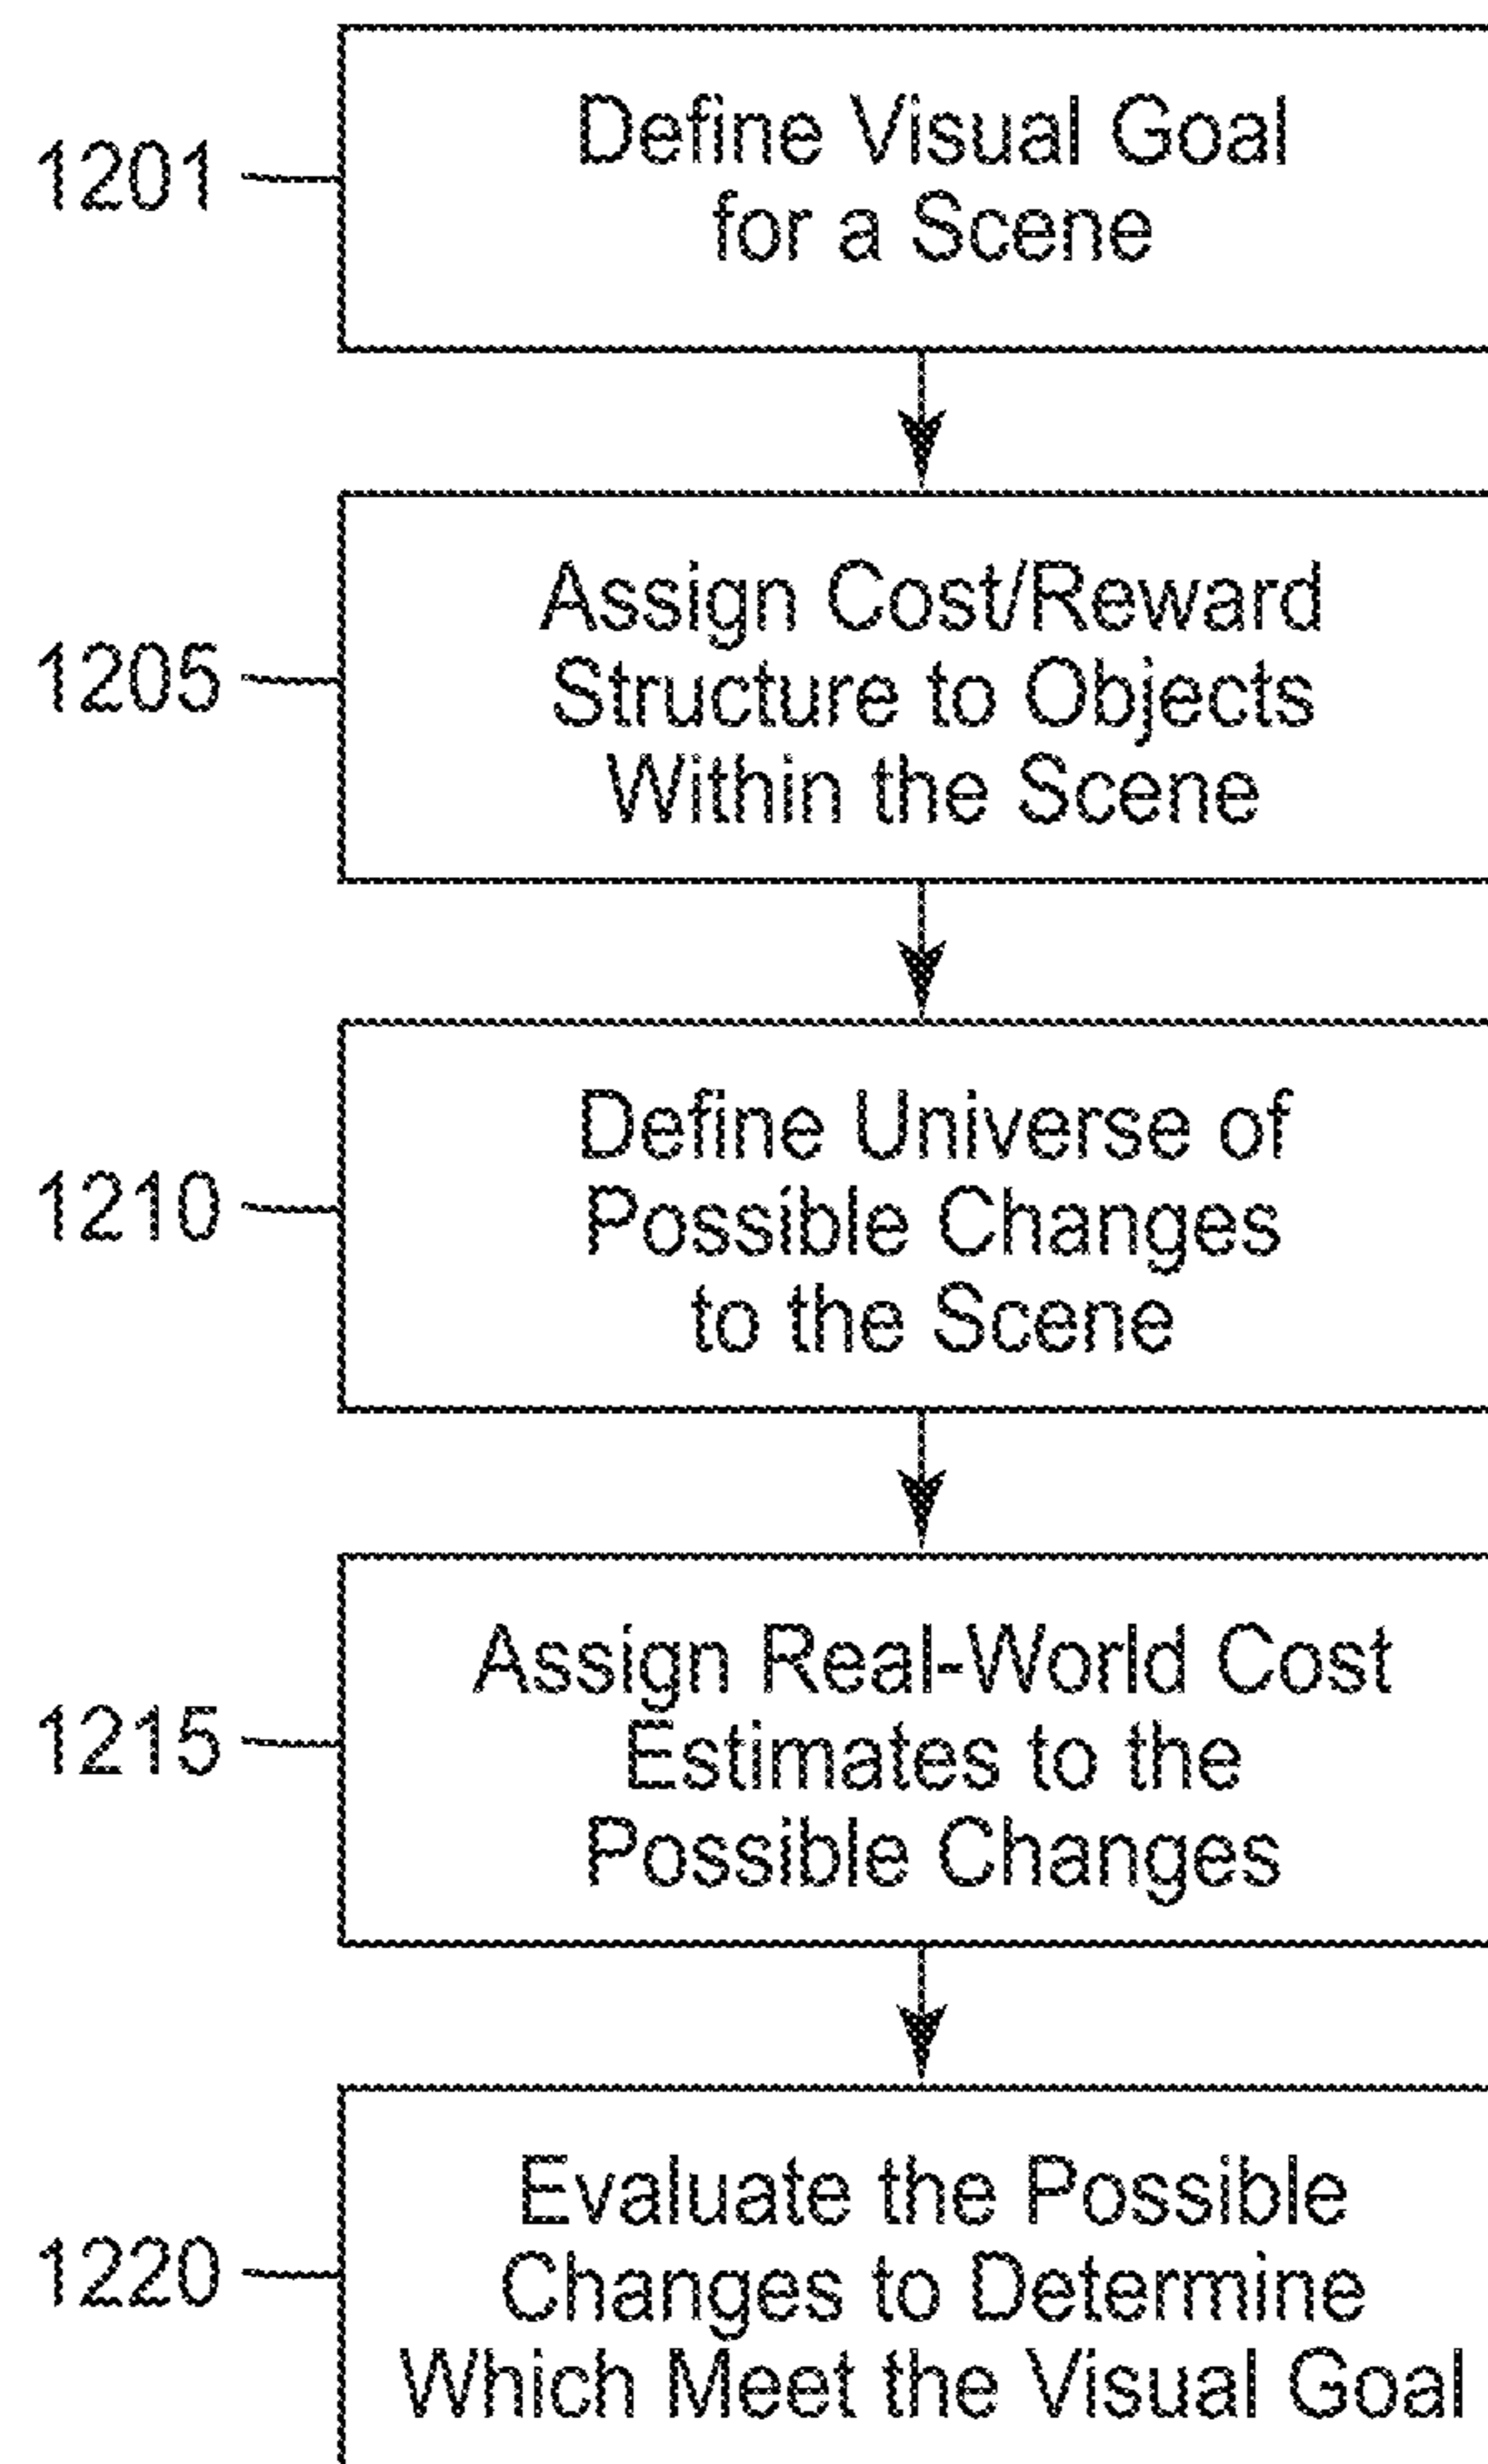 1201
Define Visual Goal
for a Scene
1205
Assign Cost/Reward
Structure to Objects
Within the Scene
1210
Define Universe of
Possible Changes
to the Scene
1215
Assign Real-World Cost
Estimates to the
Possible Changes
1220
Evaluate the Possible
Changes to Determine
Which Meet the Visual Goal